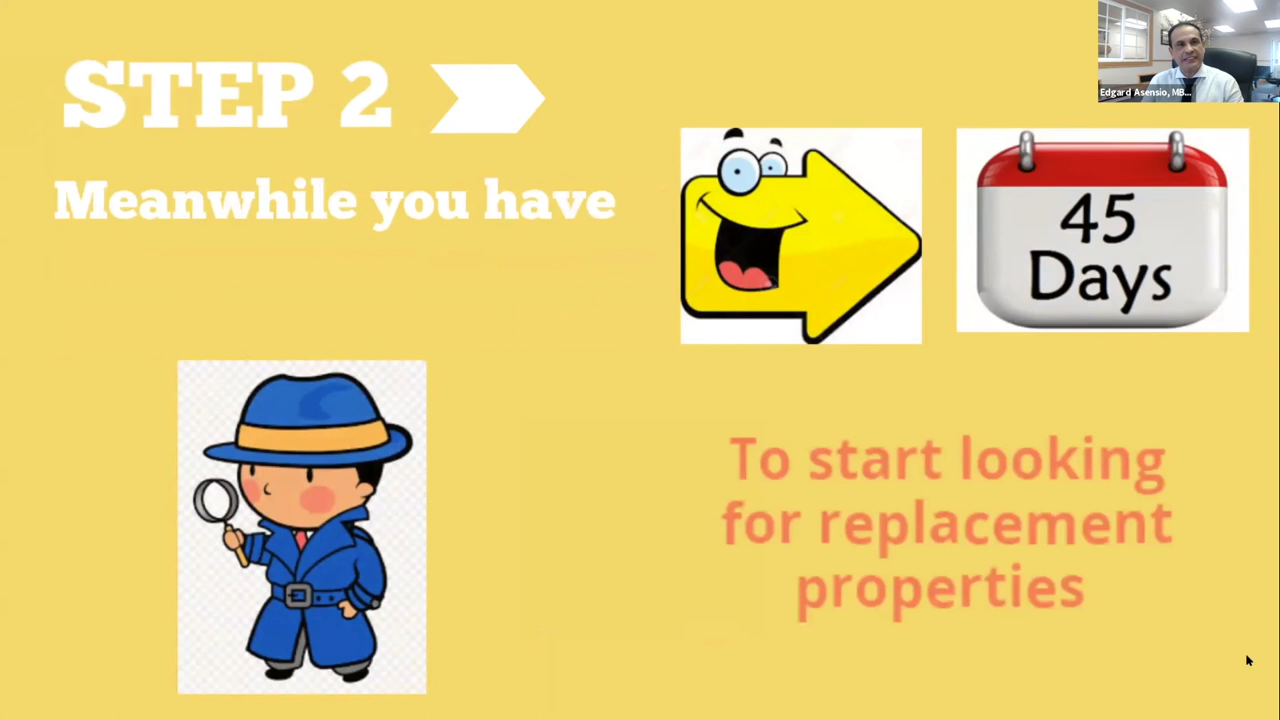 STEP 2
Edgard Asensio, MB...
Meanwhile you have
45
Days
To start looking
for replacement
properties